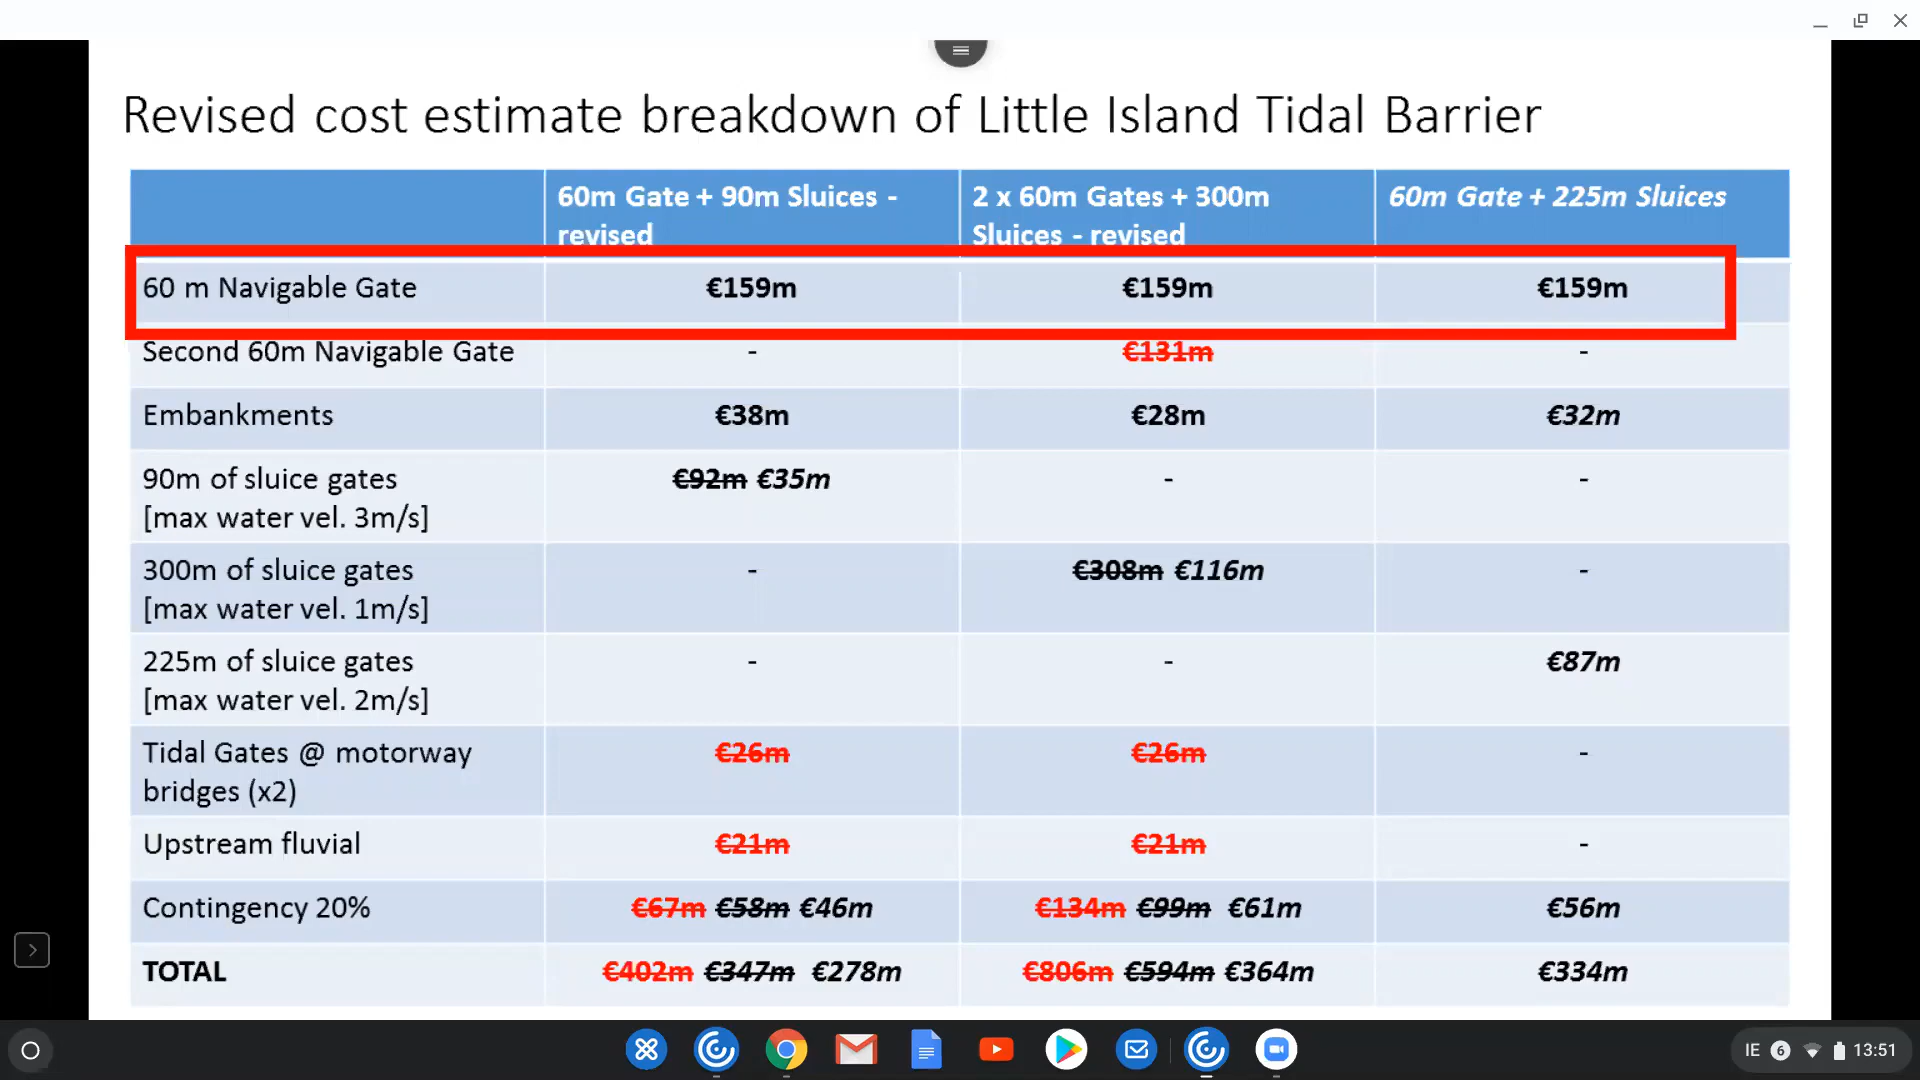 Revised cost estimate breakdown of Little Island Tidal Barrier
60m Gate + 90m Sluices - revised
2 x 60m Gates + 300m Sluices - revised
60m Gate + 225m Sluices
60 m Navigable Gate €159m €159m €159m
Second 60m Navigable Gate - €131m -
Embankments €38m €28m €32m
90m of sluice gates €92m €35m - -
[max water vel. 3m/s]
300m of sluice gates - €308m €116m -
[max water vel. 1m/s]
225m of sluice gates - - €87m
[max water vel. 2m/s]
Tidal Gates @ motorway €26m €26m -
bridges (x2)
Upstream fluvial €21m €21m -
Contingency 20% €67m €58m €46m €134m €99m €61m €56m
TOTAL €402m €347m €278m €806m €594m €364m €334m
IE 6 13:51